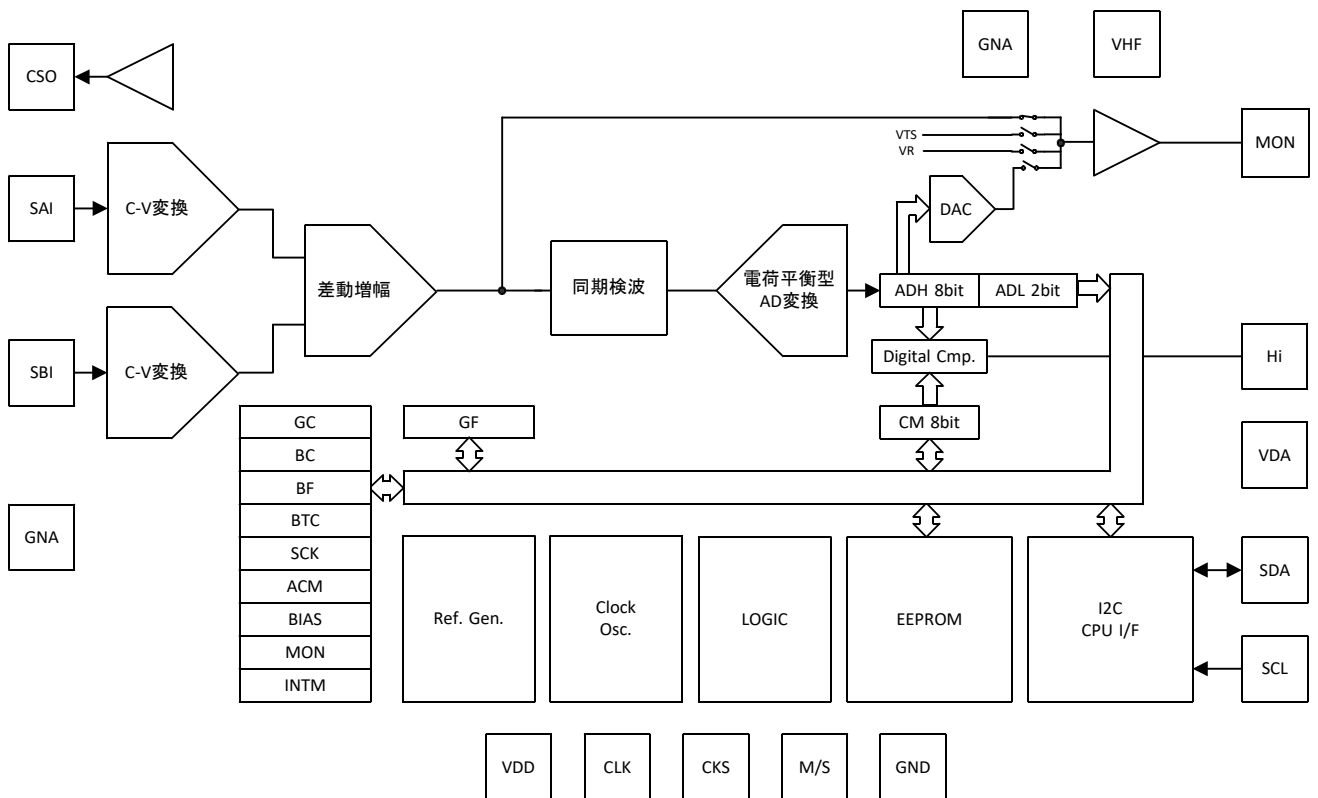 GNA
VHF
CSO
MON
VTS
VR
SAI
C-V変換
DAC
差動増幅
同期検波
電荷平衡型
AD変換
ADH 8bit
ADL 2bit
Digital Cmp.
Hi
SBI
C-V変換
GC
GF
CM 8bit
BC
VDA
BF
BTC
GNA
SCK
ACM
BIAS
MON
INTM
Ref. Gen.
Clock
Osc.
LOGIC
EEPROM
I2C
CPU I/F
SDA
SCL
VDD
CLK
CKS
M/S
GND